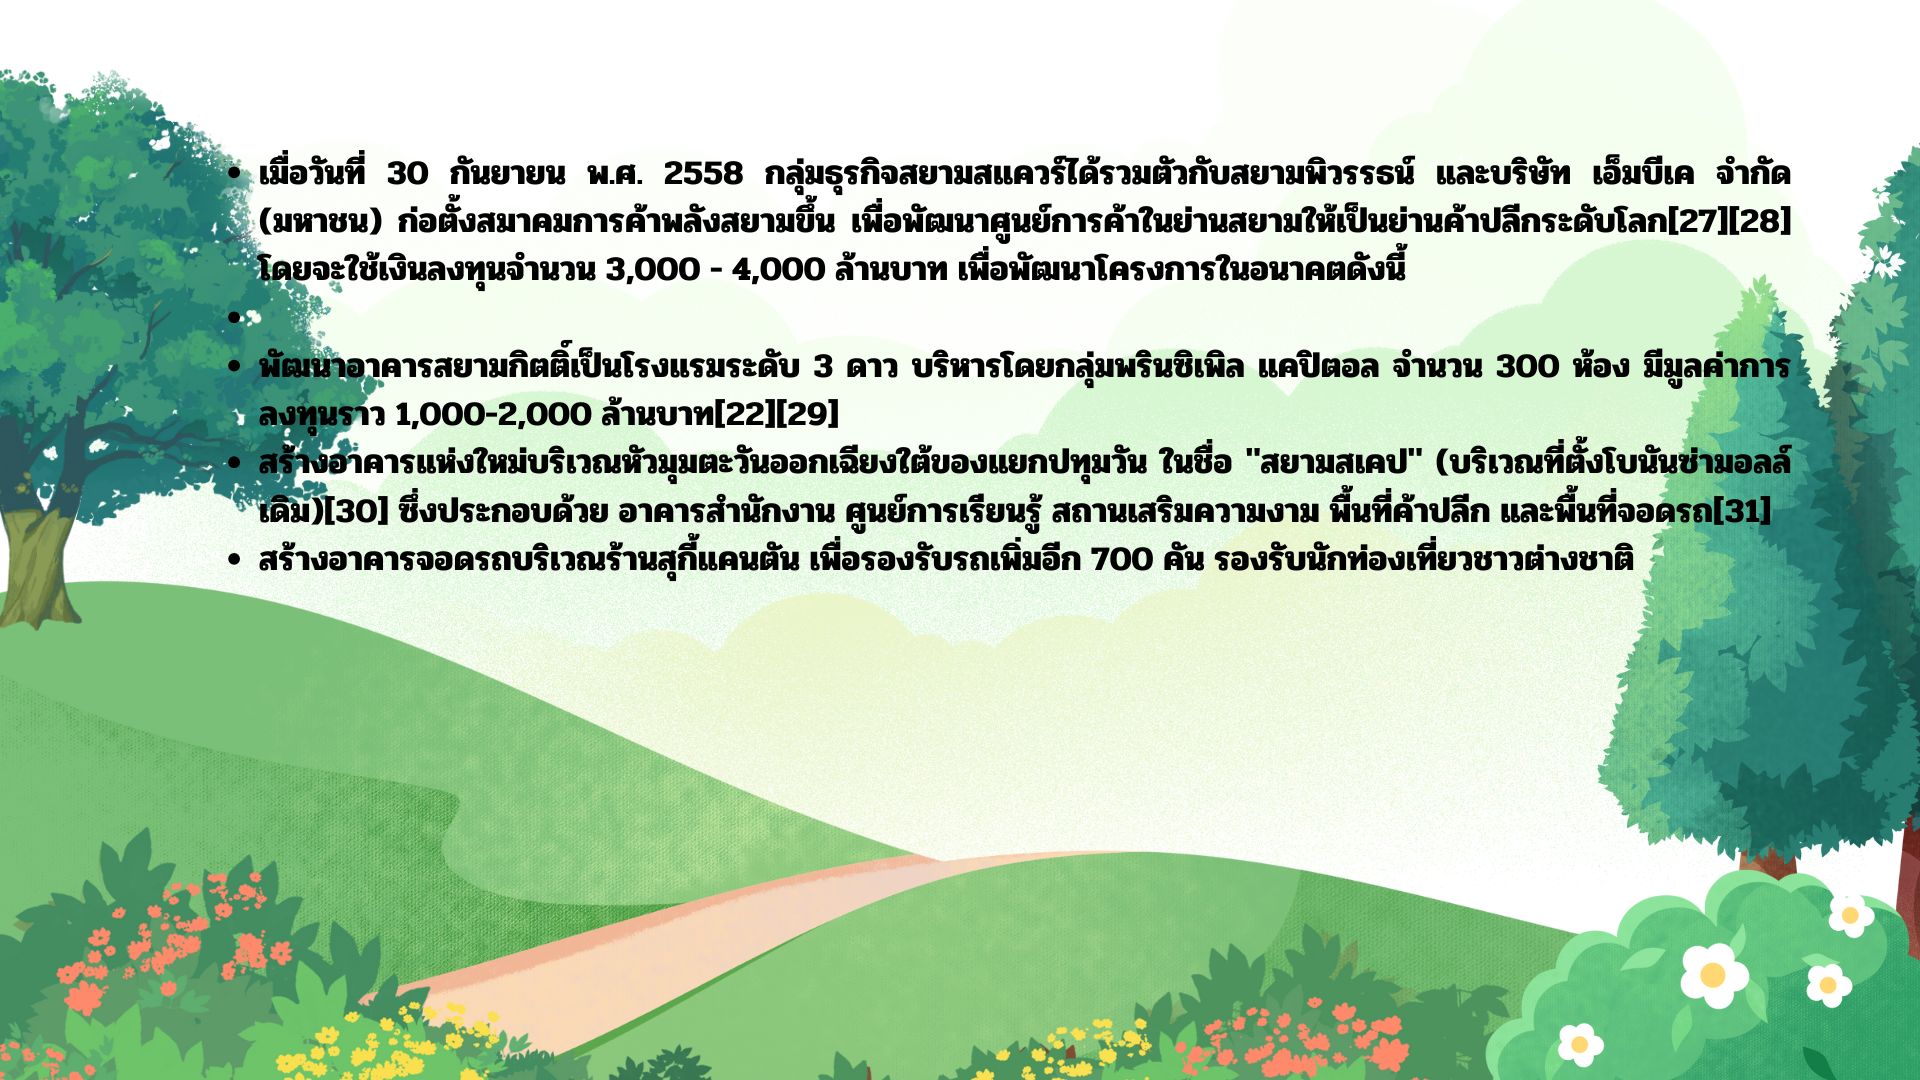 • เมื่อวันที่ 30 กันยายน พ.ศ. 2558 กลุ่มธุรกิจสยามสแควร์ได้รวมตัวกับสยามพิวรรธน์ และบริษัท เอ็มบีเค จำกัด
(มหาชน) ก่อตั้งสมาคมการค้าพลังสยามขึ้น เพื่อพัฒนาศูนย์การค้าในย่านสยามให้เป็นย่านค้าปลีกระดับโลก[27][28]
โดยจะใช้เงินลงทุนจำนวน 3,000 - 4,000 ล้านบาท เพื่อพัฒนาโครงการในอนาคตดังนี้
•
• พัฒนาอาคารสยามกิตติ์เป็นโรงแรมระดับ 3 ดาว บริหารโดยกลุ่มพรินซิเพิล แคปิตอล จำนวน 300 ห้อง มีมูลค่าการ
ลงทุนราว 1,000-2,000 ล้านบาท[22][29]
• สร้างอาคารแห่งใหม่บริเวณหัวมุมตะวันออกเฉียงใต้ของแยกปทุมวัน ในชื่อ "สยามสเคป" (บริเวณที่ตั้งโบนันซ่ามอลล์
เดิม)[30] ซึ่งประกอบด้วย อาคารสำนักงาน ศูนย์การเรียนรู้ สถานเสริมความงาม พื้นที่ค้าปลีก และพื้นที่จอดรถ[31]
• สร้างอาคารจอดรถบริเวณร้านสุกี้แคนตัน เพื่อรองรับรถเพิ่มอีก 700 คัน รองรับนักท่องเที่ยวชาวต่างชาติ